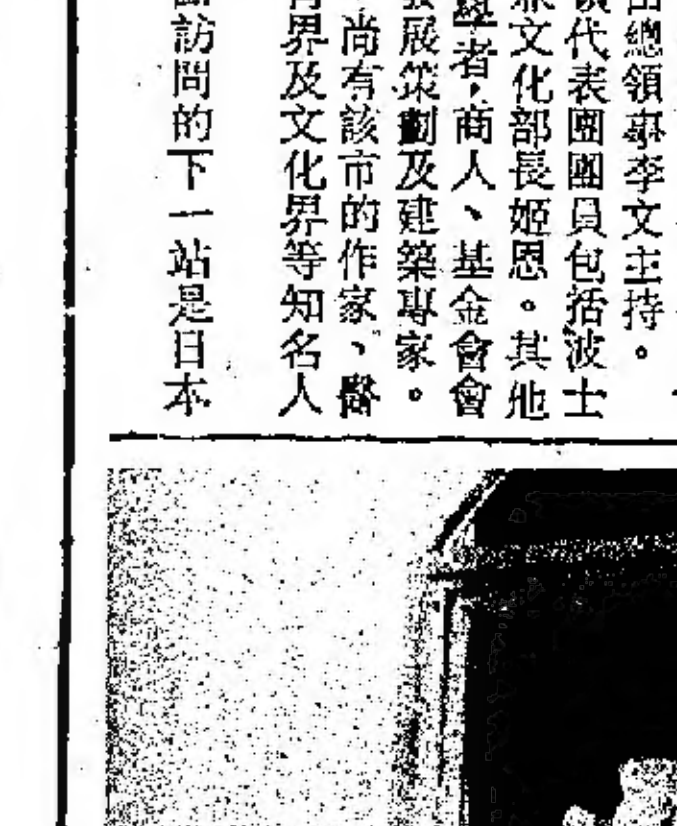 總領事李文主持。
代表團團員包括波士
文化部長姬恩。其他
者，商人、基金會會
展策劃及建築專家。
尚有該市的作家、醫
界及文化界等知名人
訪問的下一站是日本